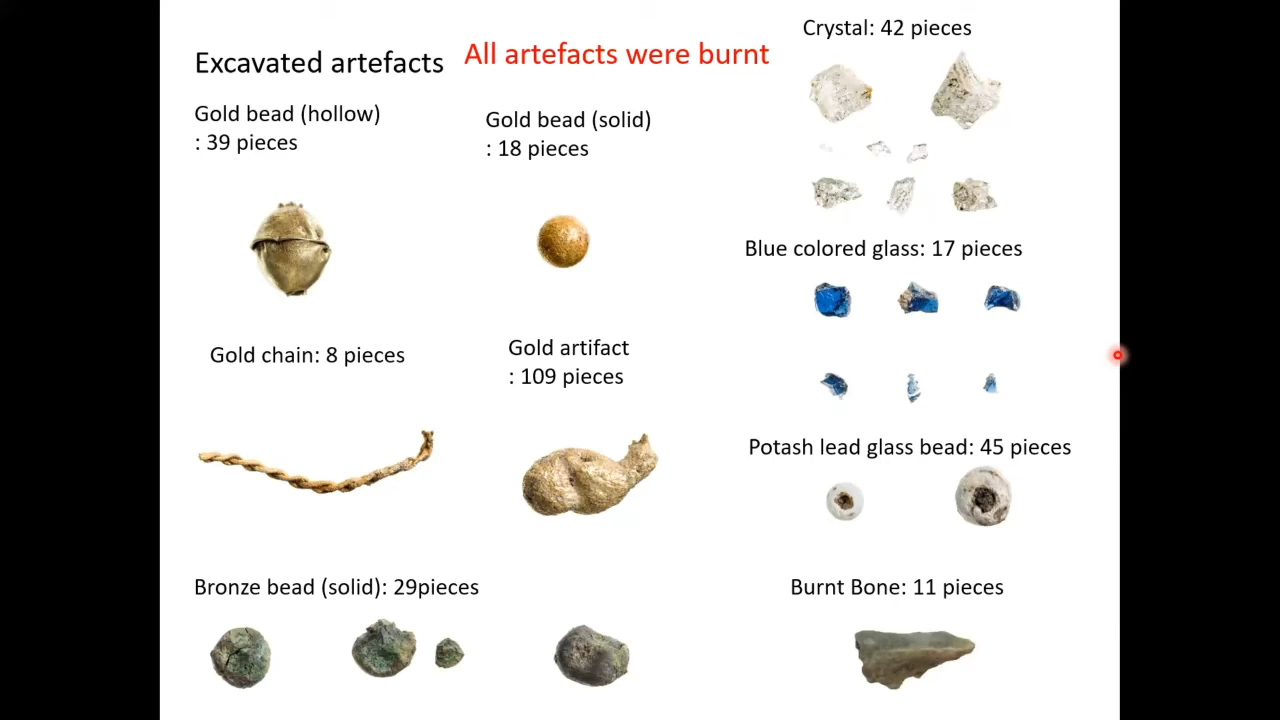 Excavated artefacts
All artefacts were burnt
Gold bead (hollow)
: 39 pieces
Gold bead (solid)
: 18 pieces
Crystal: 42 pieces
Blue colored glass: 17 pieces
Gold chain: 8 pieces
Gold artifact
: 109 pieces
Potash lead glass bead: 45 pieces
Bronze bead (solid): 29pieces
Burnt Bone: 11 pieces